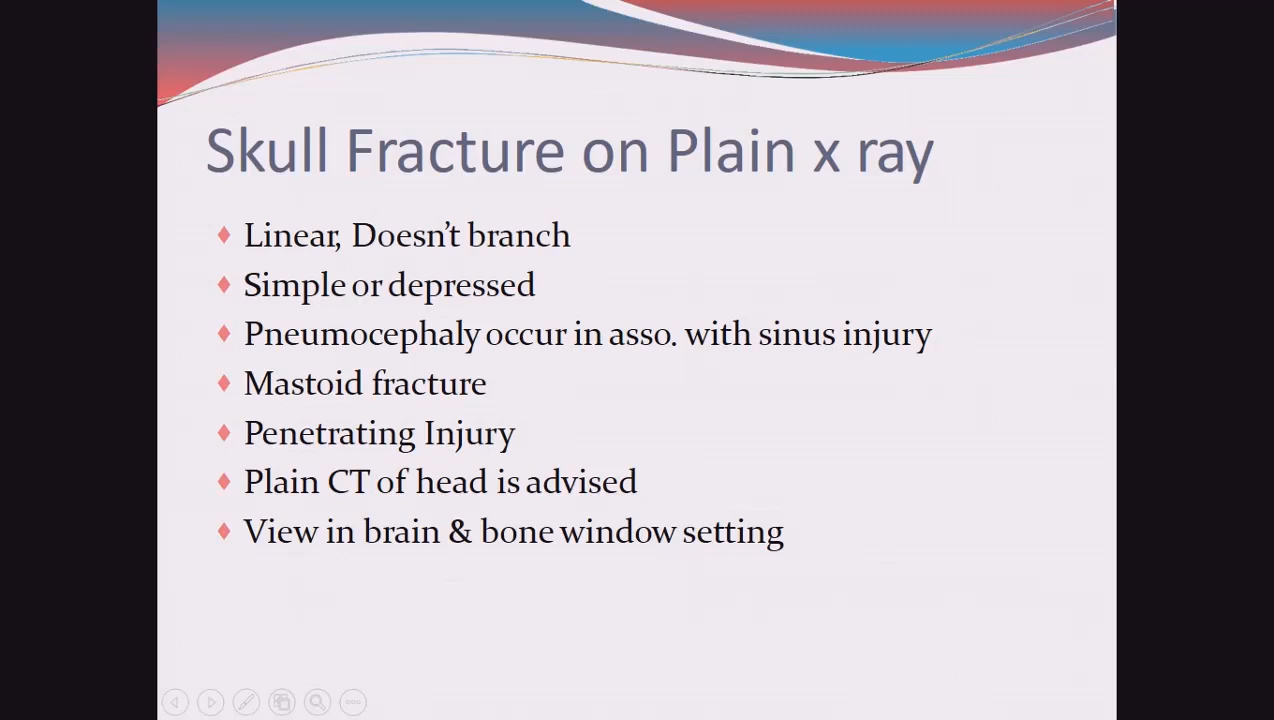 Skull Fracture on Plain x ray
Linear, Doesn't branch
Simple or depressed
Pneumocephaly occur in asso. with sinus injury
Mastoid fracture
Penetrating Injury
Plain CT of head is advised
View in brain & bone window setting